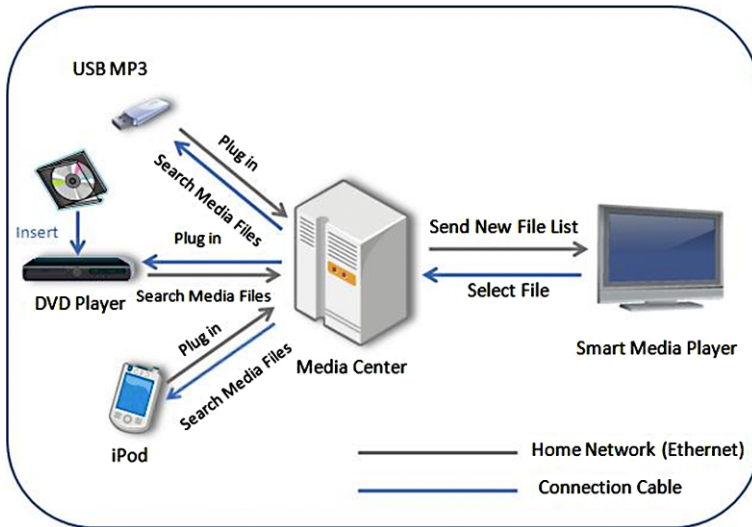 USB MP3
Plug in
Search Media Files
Insert
Plug in
DVD Player
Search Media Files
Plug in
Search Media Files
iPod
Media Center
Send New File List
Select File
Smart Media Player
Home Network (Ethernet)
Connection Cable